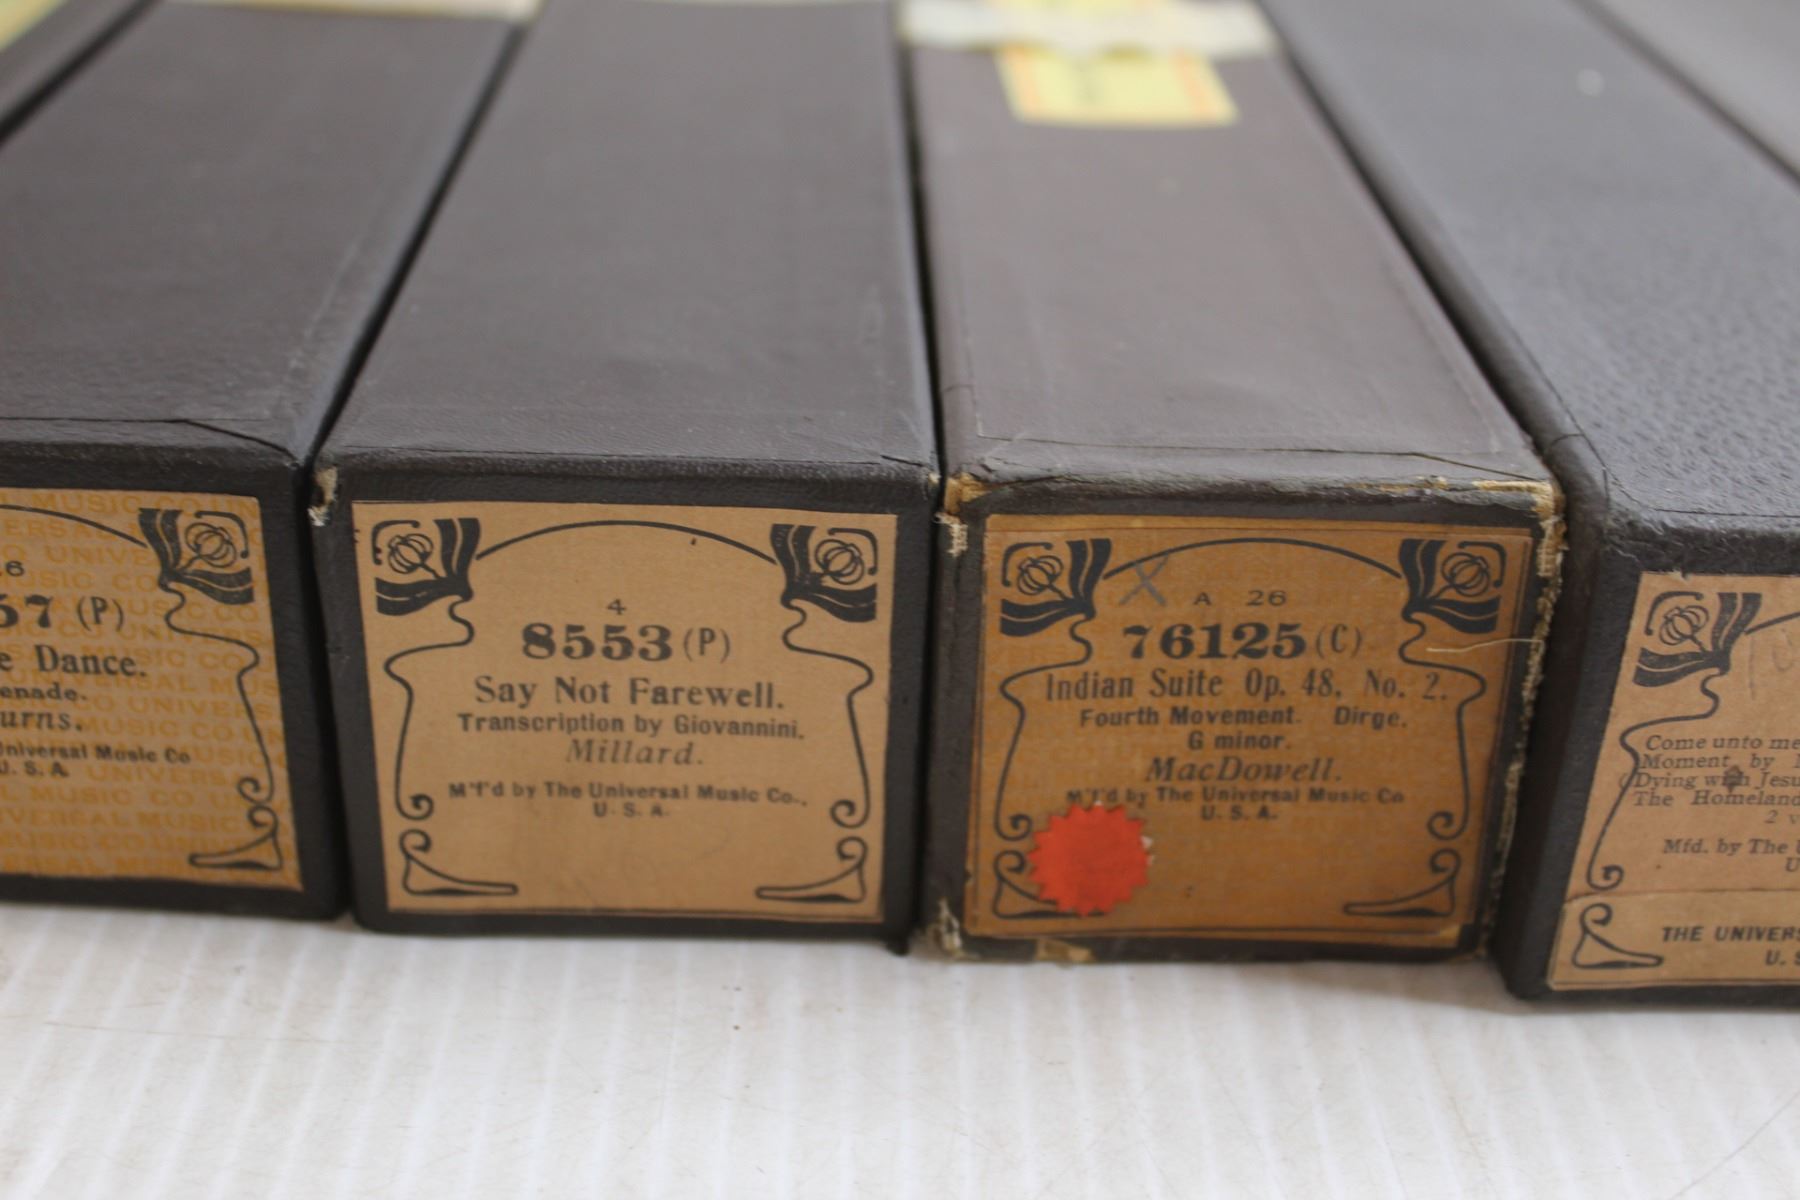 6
57 (P)
e Dance.
enade.
urns.
Universal Music Co
U. S. A.
4
8553 (P)
Say Not Farewell.
Transcription by Giovannini.
Millard.
M'f'd by The Universal Music Co.,
U. S. A.
X
A 26
76125 (C)
Indian Suite Op. 48, No. 2.
Fourth Movement. Dirge.
G minor.
MacDowell.
M'f'd by The Universal Music Co
U. S. A.
Come unto me
Moment by
(Dying with Jesu
The Homeland
2 v
Mfd. by The U
U
THE UNIVERS
U. S